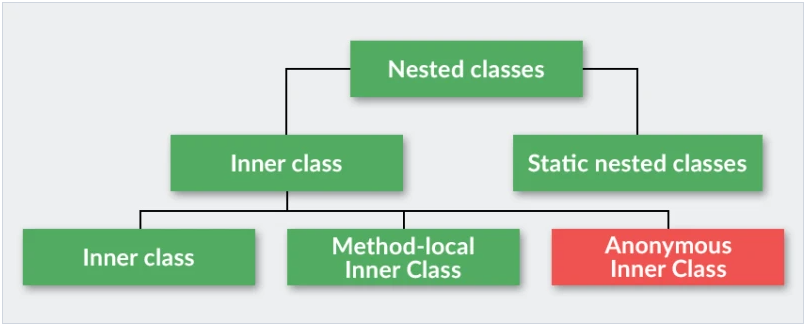 Nested classes
Inner class
Static nested classes
Inner class
Method-local
Inner Class
Anonymous
Inner Class